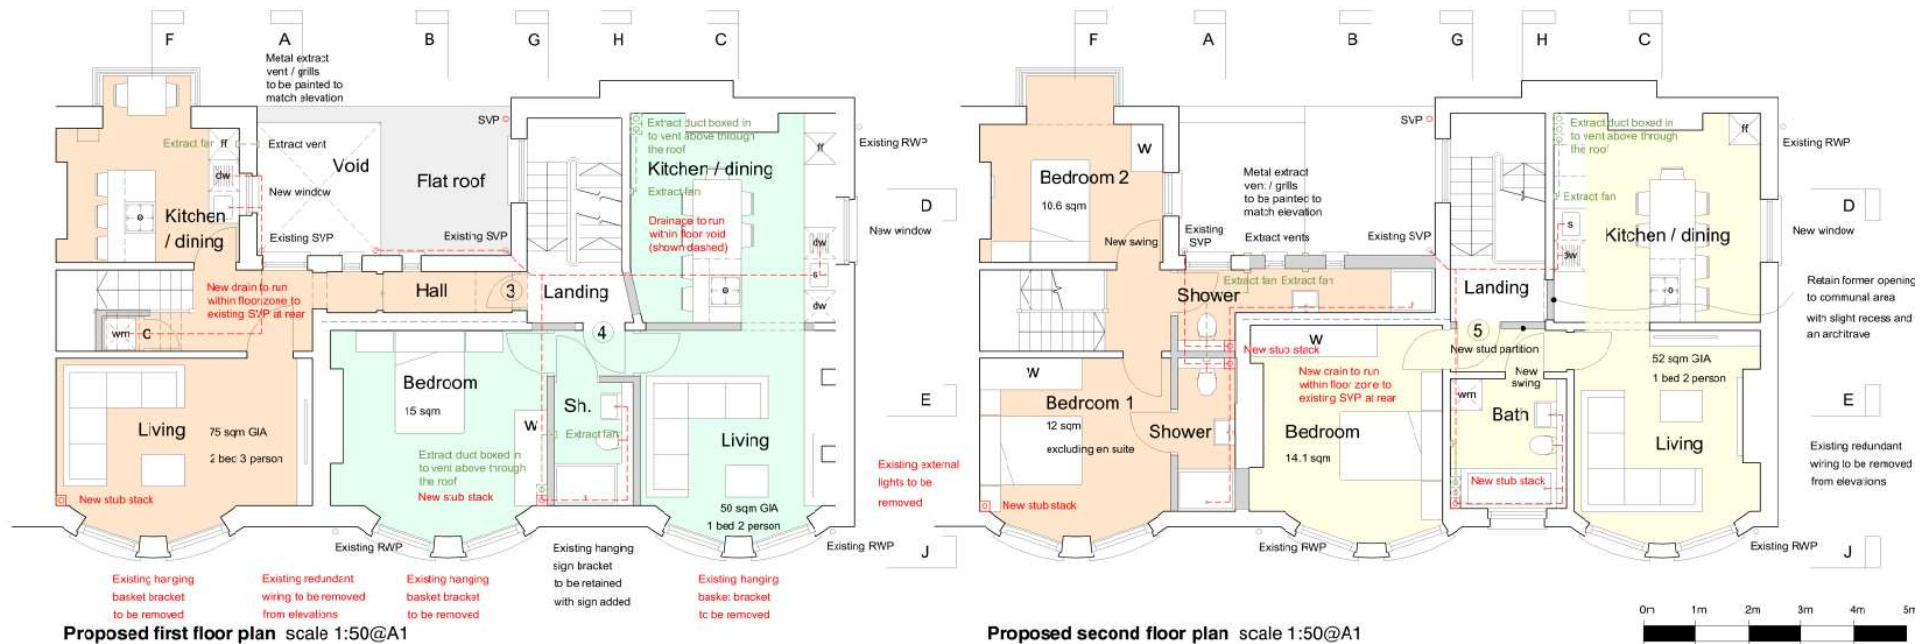 F
A
B
G
H
C
Metal extract
vent / grills
to be painted to
match elevation
SVP
Extract duct boxed in
to vent above through
the roof
Existing RWP
Extract fan
ff
Extract vent
Void
Flat roof
Kitchen / dining
ff
dw
New window
Extract fan
D
Kitchen
/ dining
Drainage to run
within floor void
(shown dashed)
New window
Existing SVP
Existing SVP
dw
s
dw
New drain to run
within floor zone to
existing SVP at rear
Hall
3
Landing
4
wm
C
Bedroom
15 sqm
Sh.
W
Extract fan
E
Living
75 sqm GIA
2 bed 3 person
Living
Extract duct boxed in
to vent above through
the roof
New stub stack
New stub stack
50 sqm GIA
1 bed 2 person
Existing external
lights to be
removed
Existing RWP
Existing hanging
sign bracket
to be retained
with sign added
Existing RWP
J
Existing hanging
basket bracket
to be removed
Existing redundant
wiring to be removed
from elevations
Existing hanging
basket bracket
to be removed
Existing hanging
basket bracket
to be removed
Proposed first floor plan scale 1:50@A1
F
A
B
G
H
C
SVP
Extract duct boxed in
to vent above through
the roof
ff
Existing RWP
W
Bedroom 2
10.6 sqm
Metal extract
vent / grills
to be painted to
match elevation
Extract fan
D
s
dw
Kitchen / dining
New window
New swing
Existing
SVP
Extract vents
Existing SVP
Extract fan
Extract fan
Shower
Landing
Retain former opening
to communal area
with slight recess and
an architrave
5
W
New stub stack
New stud partition
52 sqm GIA
1 bed 2 person
W
New drain to run
within floor zone to
existing SVP at rear
New
swing
wm
Bedroom 1
12 sqm
excluding en suite
Shower
Bedroom
14.1 sqm
Bath
Living
E
Existing redundant
wiring to be removed
from elevations
New stub stack
New stub stack
Existing RWP
Existing RWP
J
Proposed second floor plan scale 1:50@A1
0m
1m
2m
3m
4m
5m